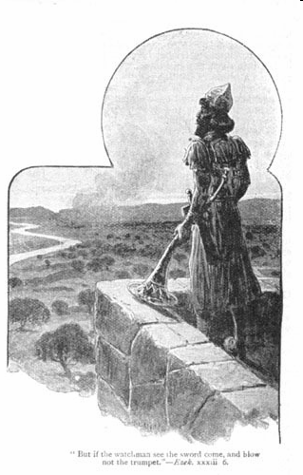 " But if the watchman see the sword come, and blow
not the trumpet."—Ezek. xxxiii 6.